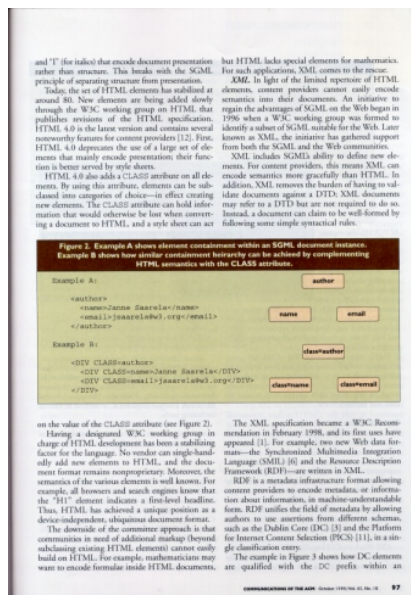 and "I" (for italics) that encode document presentation
rather than structure. This breaks with the SGML
principle of separating structure from presentation.
Today, the set of HTML elements has stabilized at
around 80. New elements are being added slowly
through the W3C working group on HTML that
publishes revisions of the HTML specification.
HTML 4.0 is the latest version and contains several
noteworthy features for content providers [12]. First,
HTML 4.0 deprecates the use of a large set of ele-
ments that mainly encode presentation; their func-
tion is better served by style sheets.
HTML 4.0 also adds a CLASS attribute on all ele-
ments. By using this attribute, elements can be sub-
classed into categories of choice—in effect creating
new elements. The CLASS attribute can hold infor-
mation that would otherwise be lost when convert-
ing a document to HTML, and a style sheet can act
but HTML lacks special elements for mathematics.
For such applications, XML comes to the rescue.
XML. In light of the limited repertoire of HTML
elements, content providers cannot easily encode
semantics into their documents. An initiative to
regain the advantages of SGML on the Web began in
1996 when a W3C working group was formed to
identify a subset of SGML suitable for the Web. Later
known as XML, the initiative has gathered support
from both the SGML and the Web communities.
XML includes SGML's ability to define new ele-
ments. For content providers, this means XML can
encode semantics more gracefully than HTML. In
addition, XML removes the burden of having to val-
idate documents against a DTD; XML documents
may refer to a DTD but are not required to do so.
Instead, a document can claim to be well-formed by
following some simple syntactical rules.
Figure 2. Example A shows element containment within an SGML document instance.
Example B shows how similar containment heirarchy can be achieved by complementing
HTML semantics with the CLASS attribute.
Example A:
<author>
<name>Janne Saarela</name>
<email>jsaarela@w3.org</email>
</author>
Example B:
<DIV CLASS=author>
<DIV CLASS=name>Janne Saarela</DIV>
<DIV CLASS=email>jsaarela@w3.org</DIV>
</DIV>
author
name email
class=author
class=name class=email
on the value of the CLASS attribute (see Figure 2).
Having a designated W3C working group in
charge of HTML development has been a stabilizing
factor for the language. No vendor can single-hand-
edly add new elements to HTML, and the docu-
ment format remains nonproprietary. Moreover, the
semantics of the various elements is well known. For
example, all browsers and search engines know that
the "H1" element indicates a first-level headline.
Thus, HTML has achieved a unique position as a
device-independent, ubiquitous document format.
The downside of the committee approach is that
communities in need of additional markup (beyond
subclassing existing HTML elements) cannot easily
build on HTML. For example, mathematicians may
want to encode formulae inside HTML documents,
The XML specification became a W3C Recom-
mendation in February 1998, and its first uses have
appeared [1]. For example, two new Web data for-
mats—the Synchronized Multimedia Integration
Language (SMIL) [6] and the Resource Description
Framework (RDF)—are written in XML.
RDF is a metadata infrastructure format allowing
content providers to encode metadata, or informa-
tion about information, in machine-understandable
form. RDF unifies the field of metadata by allowing
authors to use assertions from different schemas,
such as the Dublin Core (DC) [3] and the Platform
for Internet Content Selection (PICS) [11], in a sin-
gle classification entry.
The example in Figure 3 shows how DC elements
are qualified with the DC prefix within an
COMMUNICATIONS OF THE ACM October 1999/Vol. 42, No. 10 97